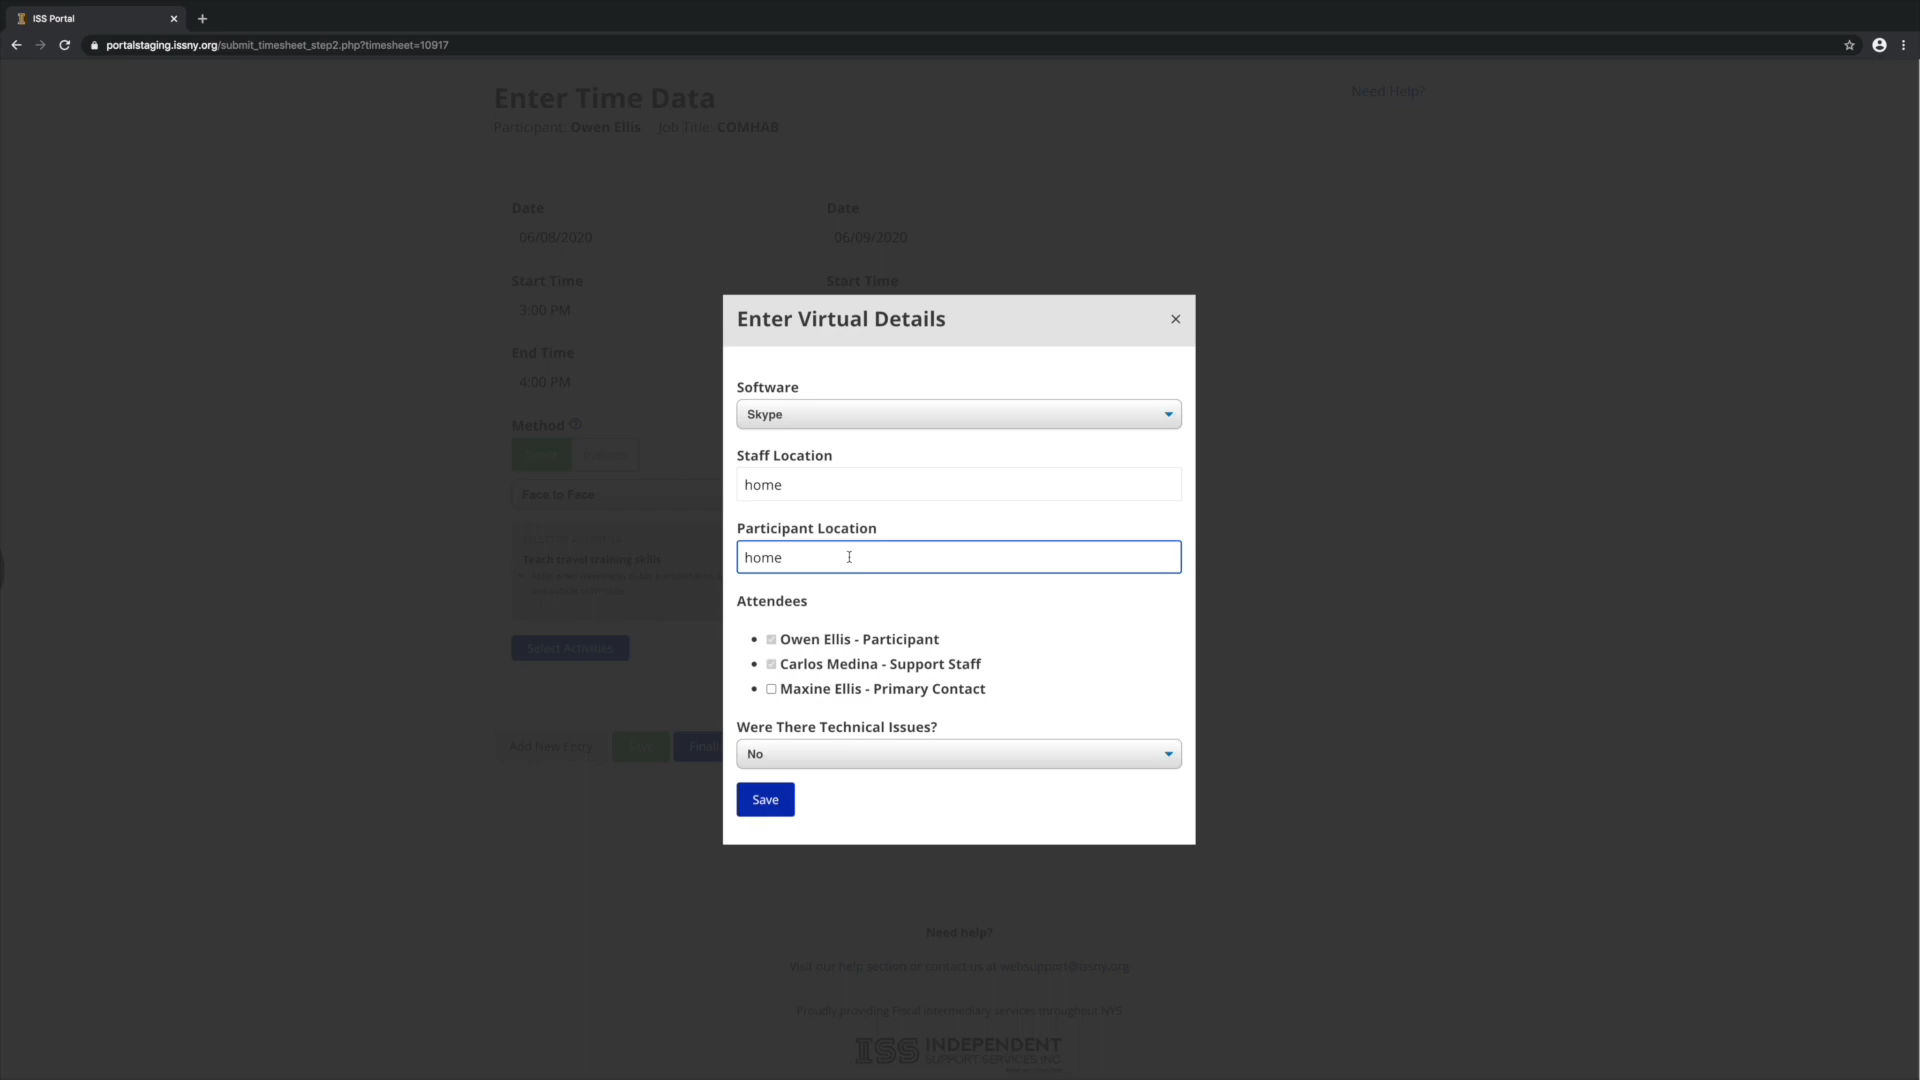 ISS Portal
portalstaging.issny.org/submit_timesheet_step2.php?timesheet=10917
Enter Time Data
Need Help?
Participant: Owen Ellis Job Title: COMHAB
Date
06/08/2020
Start Time
3:00 PM
End Time
4:00 PM
Method
Face to Face
Teach travel training skills
Select Activities
Date
06/09/2020
Start Time
Add New Entry
Save
Enter Virtual Details
Software
Skype
Staff Location
home
Participant Location
home
Attendees
Owen Ellis - Participant
Carlos Medina - Support Staff
Maxine Ellis - Primary Contact
Were There Technical Issues?
No
Save
Need help?
Visit our help section or contact us at websupport@issny.org
Proudly providing Fiscal Intermediary services throughout NYS
ISS INDEPENDENT
SUPPORT SERVICES INC.